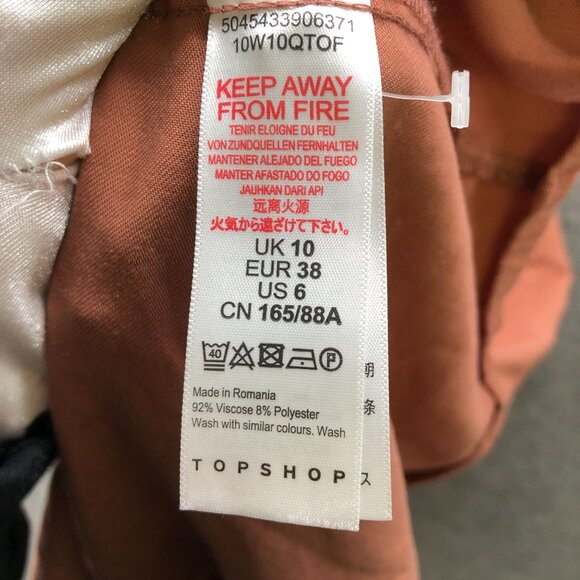 5045433906371
10W10QTOF
KEEP AWAY
FROM FIRE
TENIR ELOIGNE DU FEU
VON ZUNDQUELLEN FERNHALTEN
MANTENER ALEJADO DEL FUEGO
MANTER AFASTADO DO FOGO
JAUHKAN DARI API
远离火源
火気から遠ざけて下さい。
UK 10
EUR 38
US 6
CN 165/88A
40
P
Made in Romania
92% Viscose 8% Polyester
Wash with similar colours. Wash
TOPSHOP
期
条
ス